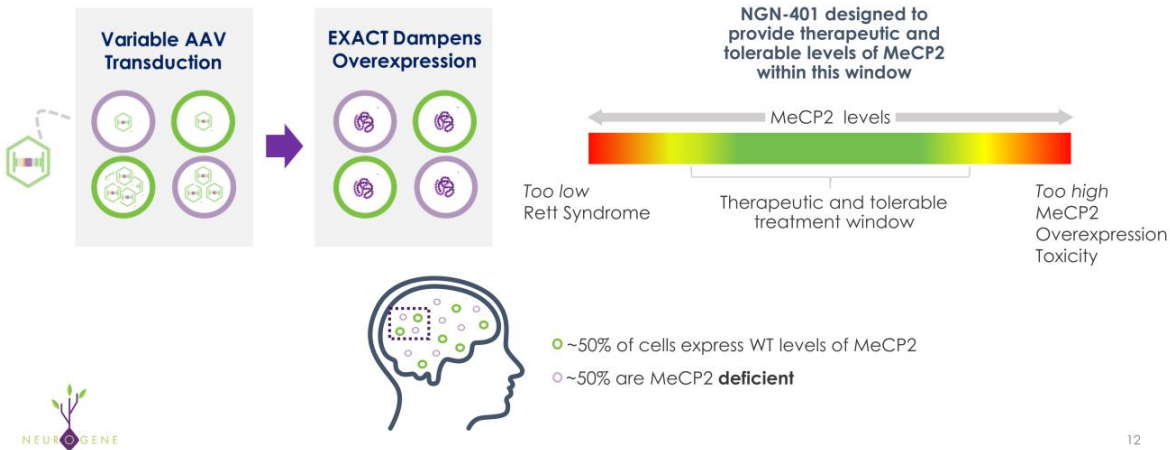 Variable AAV
Transduction
EXACT Dampens
Overexpression
NGN-401 designed to
provide therapeutic and
tolerable levels of MeCP2
within this window
MeCP2 levels
Too low
Rett Syndrome
Therapeutic and tolerable
treatment window
Too high
MeCP2
Overexpression
Toxicity
~50% of cells express WT levels of MeCP2
~50% are MeCP2 deficient
NEUROGENE
12